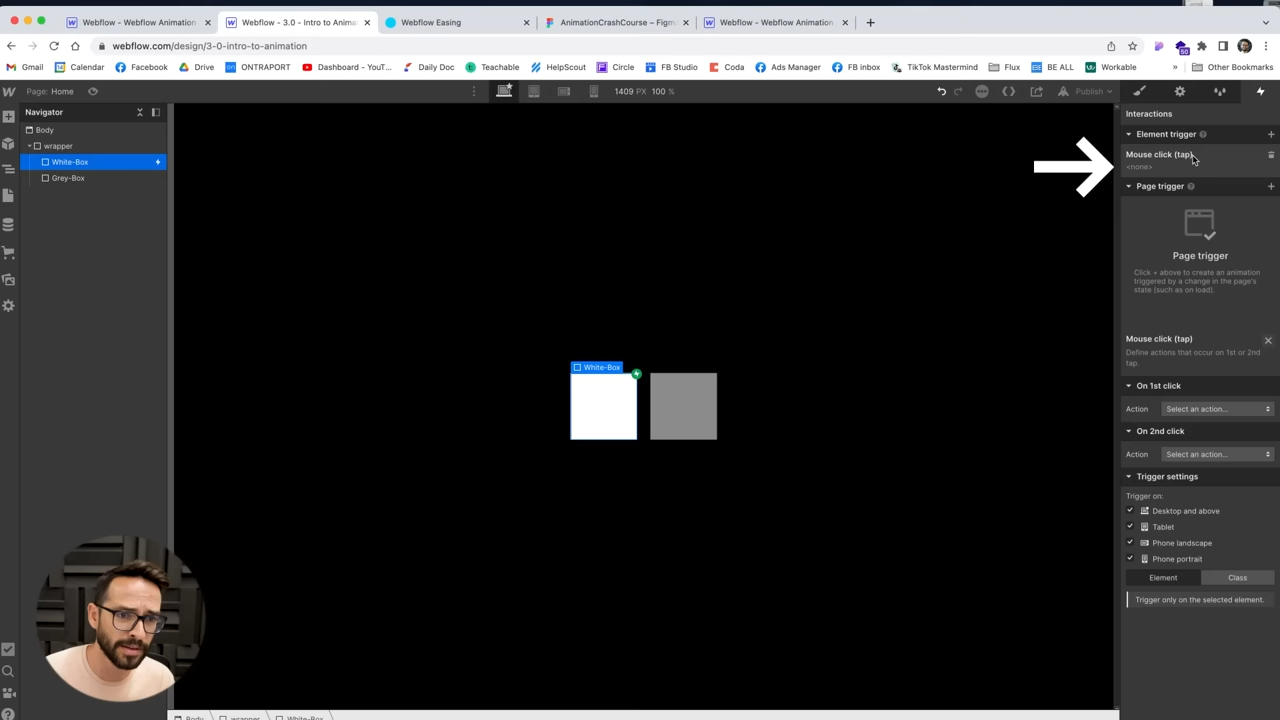 Webflow - Webflow Animation
Webflow - 3.0 - Intro to Anima
Webflow Easing
AnimationCrashCourse – Figm
Webflow - Webflow Animation
webflow.com/design/3-0-intro-to-animation
50
Gmail
Calendar
Facebook
Drive
ONTRAPORT
Dashboard - YouT...
Daily Doc
Teachable
HelpScout
Circle
FB Studio
Coda
Ads Manager
FB inbox
TikTok Mastermind
Flux
BE ALL
Workable
»
Other Bookmarks
Page: Home
1409 PX 100 %
Publish
Navigator
Body
wrapper
White-Box
Grey-Box
White-Box
Interactions
Element trigger
Mouse click (tap)
<none>
Page trigger
Page trigger
Click + above to create an animation
triggered by a change in the page's
state (such as on load).
Mouse click (tap)
Define actions that occur on 1st or 2nd
tap.
On 1st click
Action Select an action...
On 2nd click
Action Select an action...
Trigger settings
Trigger on:
Desktop and above
Tablet
Phone landscape
Phone portrait
Element Class
Trigger only on the selected element.
Body wrapper White-Box